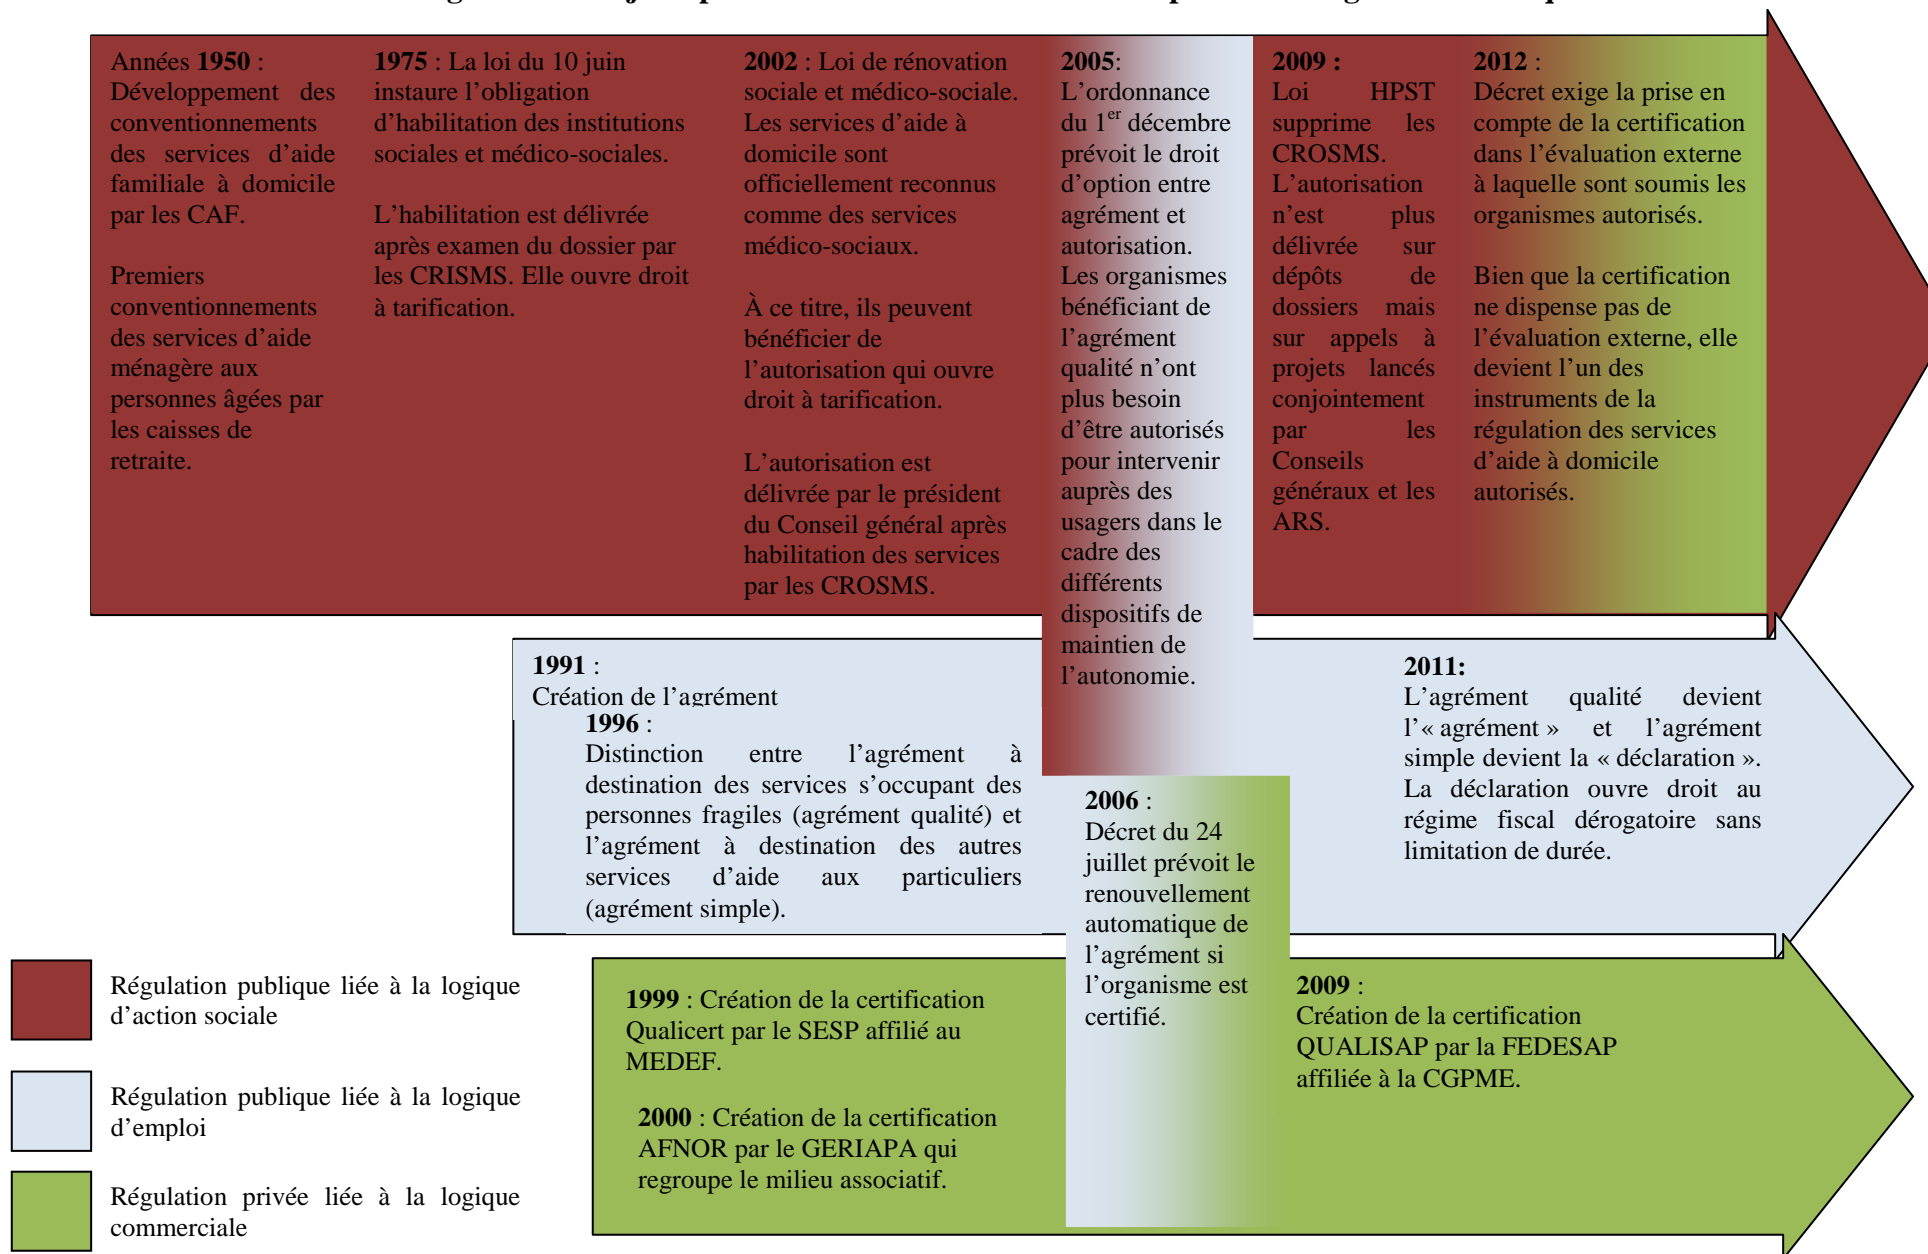 Années 1950 :
Développement des
conventionnements
des services d’aide
familiale à domicile
par les CAF.
Premiers
conventionnements
des services d’aide
ménagère aux
personnes âgées par
les caisses de
retraite.
1975 : La loi du 10 juin
instaure l’obligation
d’habilitation des institutions
sociales et médico-sociales.
L’habilitation est délivrée
après examen du dossier par
les CRISMS. Elle ouvre droit
à tarification.
2002 : Loi de rénovation
sociale et médico-sociale.
Les services d’aide à
domicile sont
officiellement reconnus
comme des services
médico-sociaux.
À ce titre, ils peuvent
bénéficier de
l’autorisation qui ouvre
droit à tarification.
L’autorisation est
délivrée par le président
du Conseil général après
habilitation des services
par les CROSMS.
2005:
L’ordonnance
du 1er décembre
prévoit le droit
d’option entre
agrément et
autorisation.
Les organismes
bénéficiant de
l’agrément
qualité n’ont
plus besoin
d’être autorisés
pour intervenir
auprès des
usagers dans le
cadre des
différents
dispositifs de
maintien de
l’autonomie.
2009 :
Loi HPST
supprime les
CROSMS.
L’autorisation
n’est plus
délivrée sur
dépôts de
dossiers mais
sur appels à
projets lancés
conjointement
par les
Conseils
généraux et les
ARS.
2012 :
Décret exige la prise en
compte de la certification
dans l’évaluation externe
à laquelle sont soumis les
organismes autorisés.
Bien que la certification
ne dispense pas de
l’évaluation externe, elle
devient l’un des
instruments de la
régulation des services
d’aide à domicile
autorisés.
1991 :
Création de l’agrément
1996 :
Distinction entre l’agrément à
destination des services s’occupant des
personnes fragiles (agrément qualité) et
l’agrément à destination des autres
services d’aide aux particuliers
(agrément simple).
2006 :
Décret du 24
juillet prévoit le
renouvellement
automatique de
l’agrément si
l’organisme est
certifié.
2011:
L’agrément qualité devient
l’« agrément » et l’agrément
simple devient la « déclaration ».
La déclaration ouvre droit au
régime fiscal dérogatoire sans
limitation de durée.
1999 : Création de la certification
Qualicert par le SESP affilié au
MEDEF.
2000 : Création de la certification
AFNOR par le GERIAPA qui
regroupe le milieu associatif.
2009 :
Création de la certification
QUALISAP par la FEDESAP
affiliée à la CGPME.
Régulation publique liée à la logique
d’action sociale
Régulation publique liée à la logique
d’emploi
Régulation privée liée à la logique
commerciale